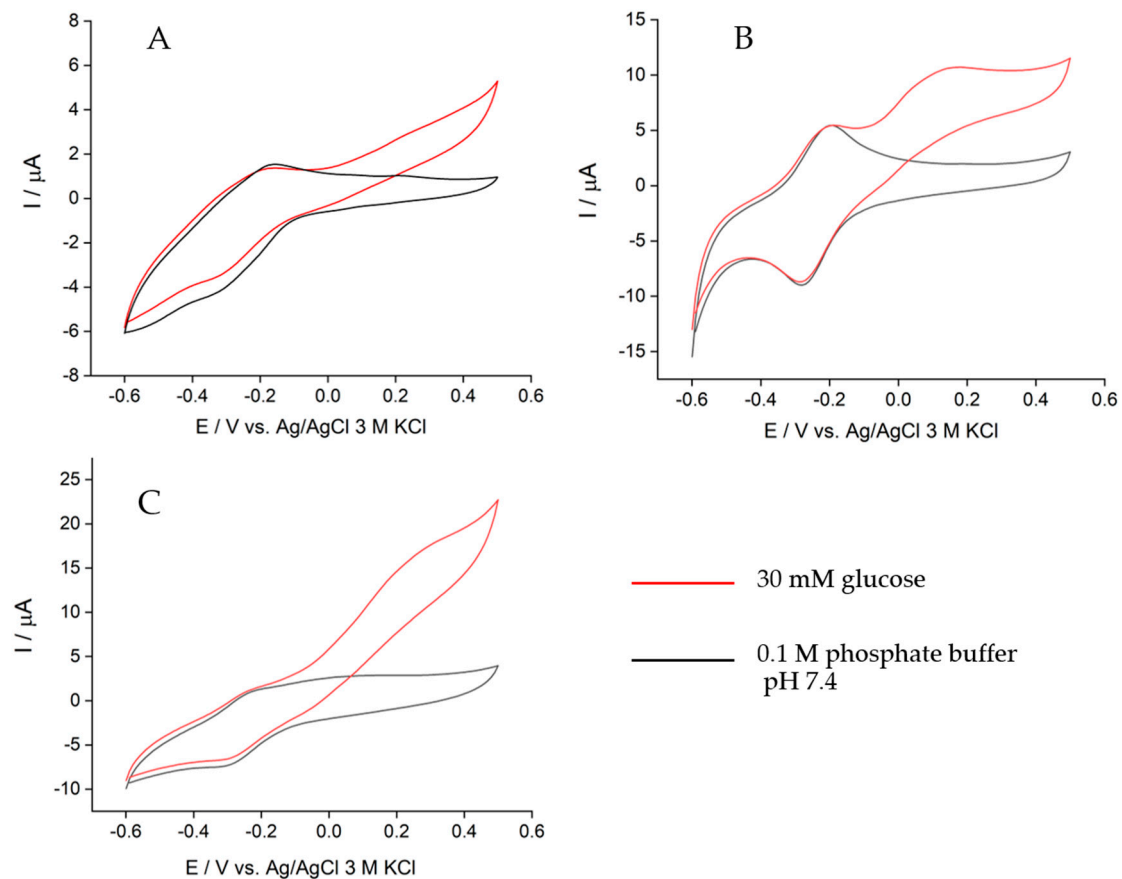 A
I / µA
8
6
4
2
0
-2
-4
-6
-8
-0.6 -0.4 -0.2 0.0 0.2 0.4 0.6
E / V vs. Ag/AgCl 3 M KCl
B
I / µA
15
10
5
0
-5
-10
-15
-0.6 -0.4 -0.2 0.0 0.2 0.4 0.6
E / V vs. Ag/AgCl 3 M KCl
C
I / µA
25
20
15
10
5
0
-5
-10
-0.6 -0.4 -0.2 0.0 0.2 0.4 0.6
E / V vs. Ag/AgCl 3 M KCl
30 mM glucose
0.1 M phosphate buffer
pH 7.4